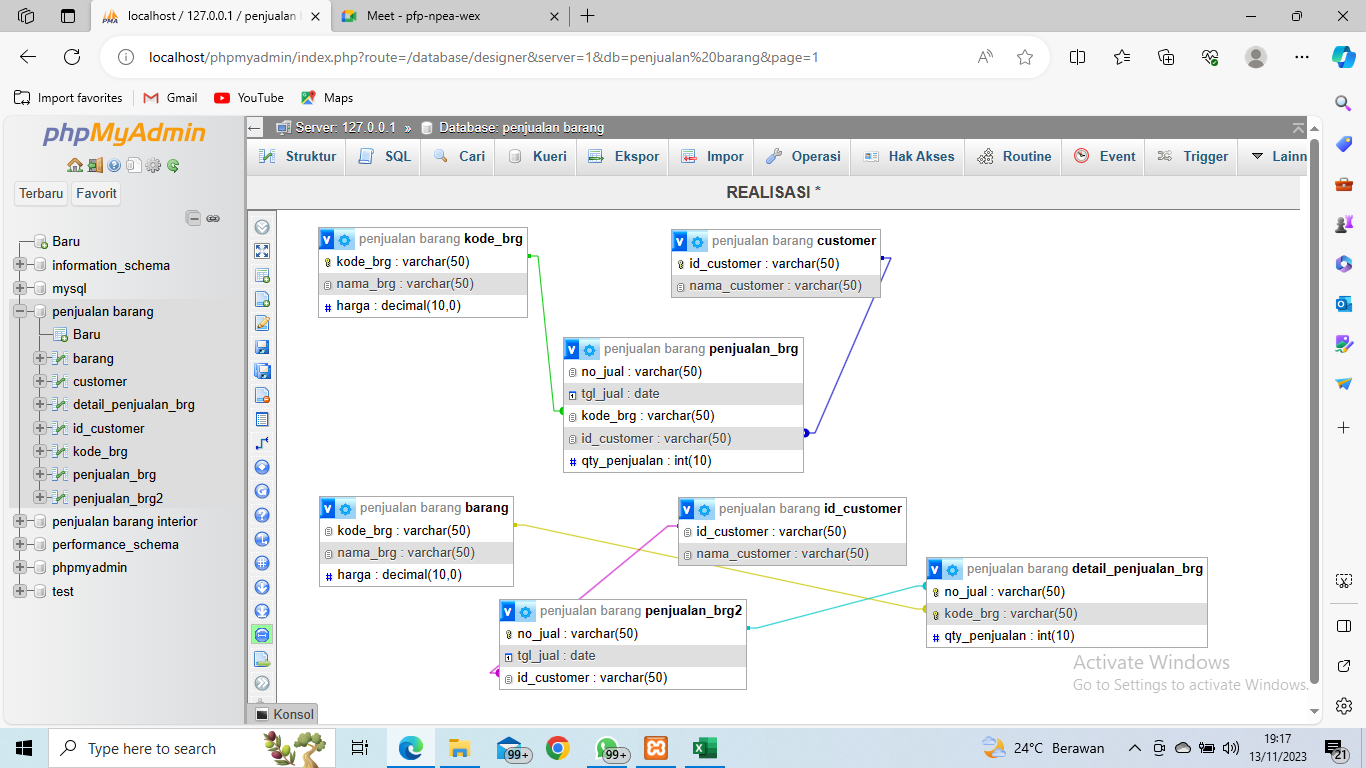 localhost / 127.0.0.1 / penjualan
Meet - pfp-npea-wex
localhost/phpmyadmin/index.php?route=/database/designer&server=1&db=penjualan%20barang&page=1
Import favorites
Gmail
YouTube
Maps
phpMyAdmin
Terbaru
Favorit
Baru
information_schema
mysql
penjualan barang
Baru
barang
customer
detail_penjualan_brg
id_customer
kode_brg
penjualan_brg
penjualan_brg2
penjualan barang interior
performance_schema
phpmyadmin
test
Server: 127.0.0.1 » Database: penjualan barang
Struktur
SQL
Cari
Kueri
Ekspor
Impor
Operasi
Hak Akses
Routine
Event
Trigger
Lainn
REALISASI *
penjualan barang kode_brg
kode_brg : varchar(50)
nama_brg : varchar(50)
harga : decimal(10,0)
penjualan barang customer
id_customer : varchar(50)
nama_customer : varchar(50)
penjualan barang penjualan_brg
no_jual : varchar(50)
tgl_jual : date
kode_brg : varchar(50)
id_customer : varchar(50)
qty_penjualan : int(10)
penjualan barang barang
kode_brg : varchar(50)
nama_brg : varchar(50)
harga : decimal(10,0)
penjualan barang id_customer
id_customer : varchar(50)
nama_customer : varchar(50)
penjualan barang detail_penjualan_brg
no_jual : varchar(50)
kode_brg : varchar(50)
qty_penjualan : int(10)
penjualan barang penjualan_brg2
no_jual : varchar(50)
tgl_jual : date
id_customer : varchar(50)
Activate Windows
Go to Settings to activate Windows.
Konsol
Type here to search
99+
99+
24°C Berawan
19:17
13/11/2023
21